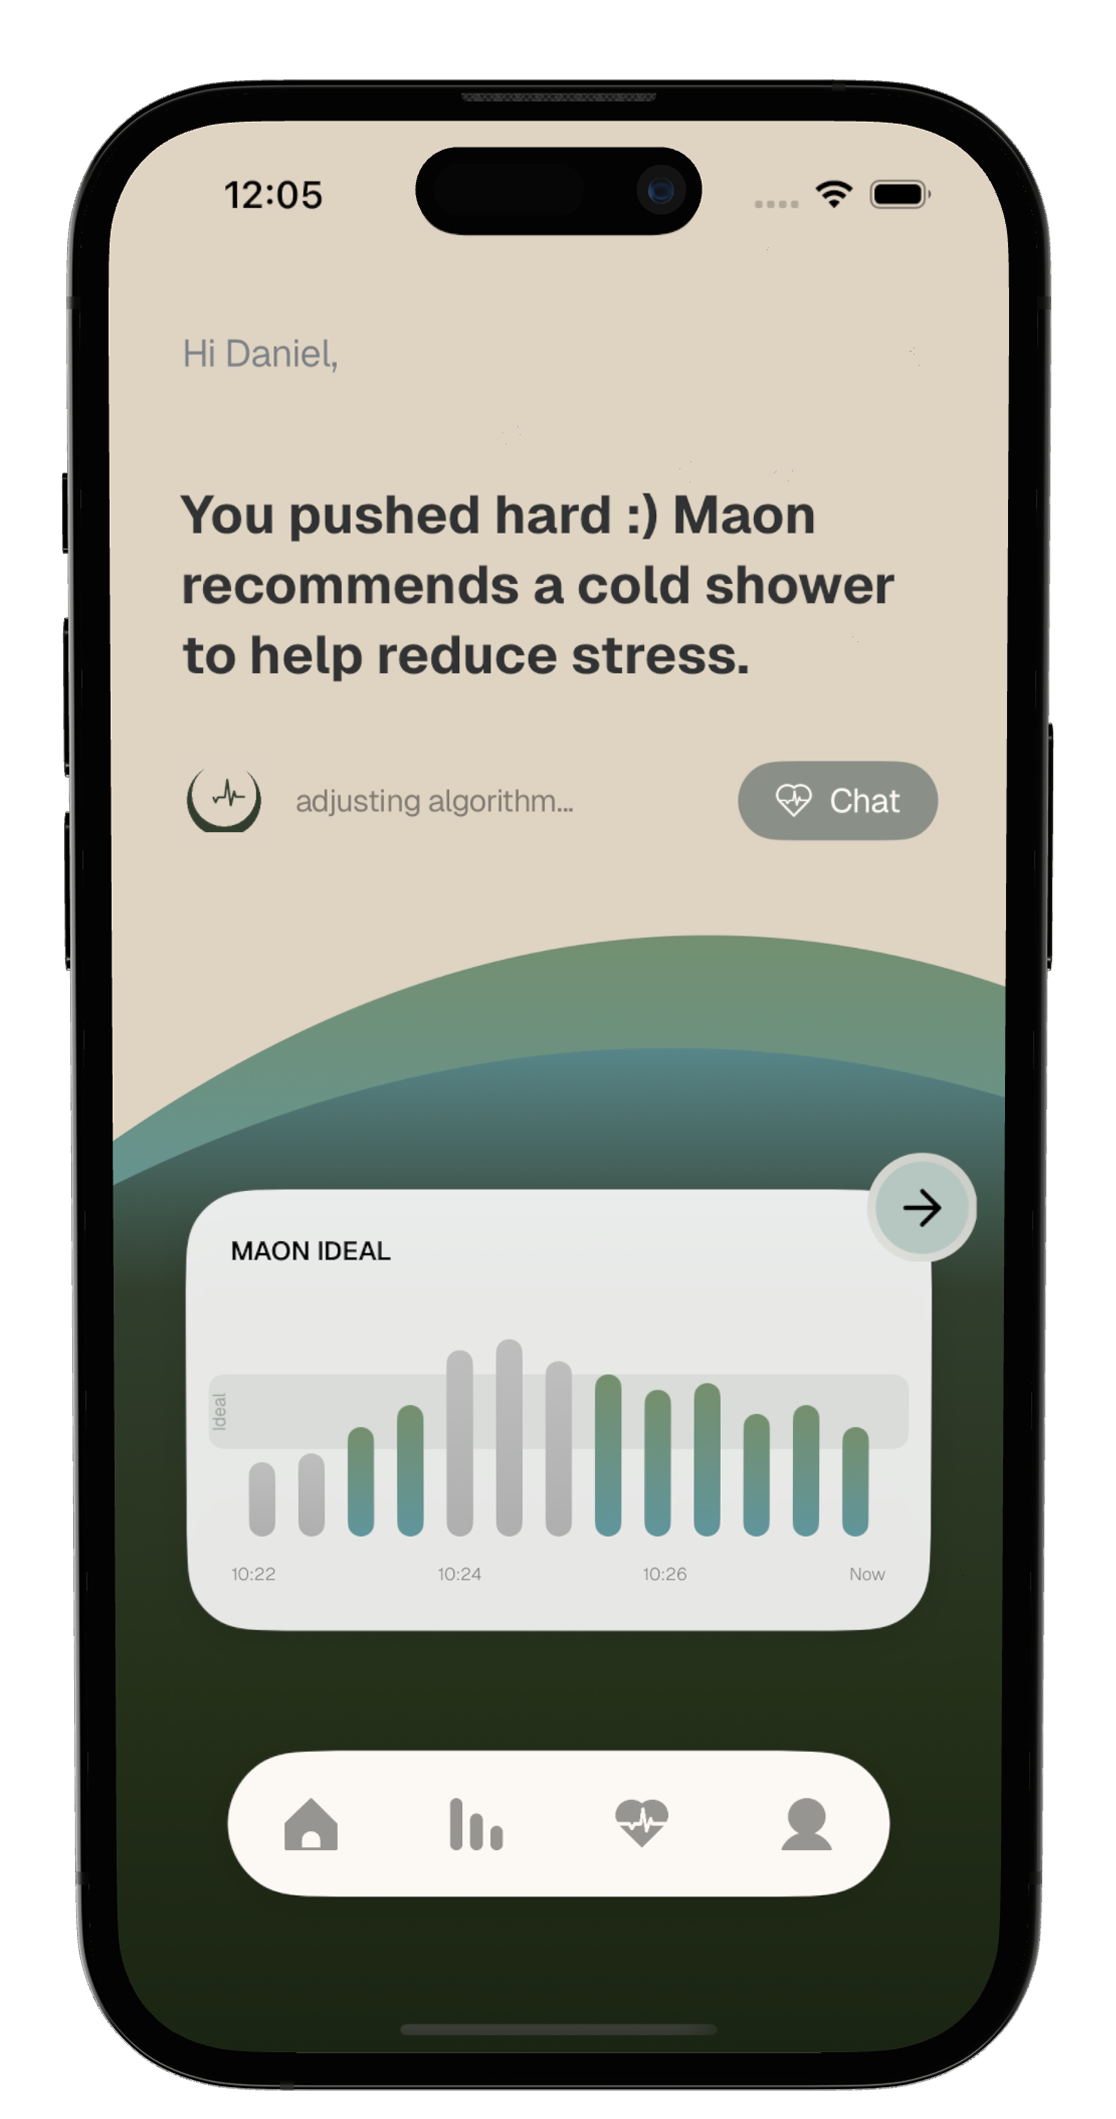 12:05
Hi Daniel,
You pushed hard :) Maon
recommends a cold shower
to help reduce stress.
adjusting algorithm...
Chat
MAON IDEAL
Ideal
10:22
10:24
10:26
Now